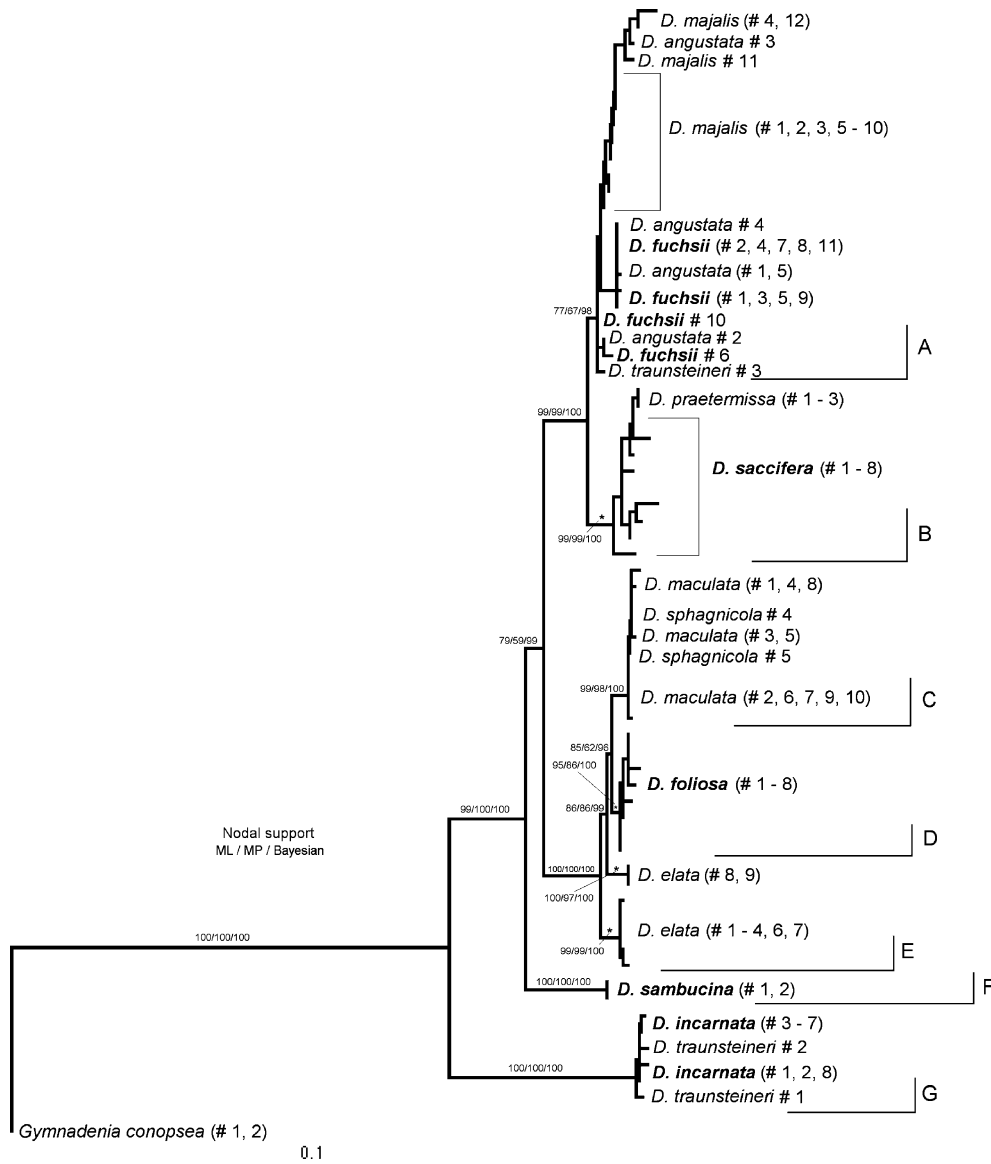 D. majalis (# 4, 12)
D. angustata # 3
D. majalis # 11
D. majalis (# 1, 2, 3, 5 - 10)
D. angustata # 4
D. fuchsii (# 2, 4, 7, 8, 11)
D. angustata (# 1, 5)
D. fuchsii (# 1, 3, 5, 9)
77/67/98
D. fuchsii # 10
D. angustata # 2
A
D. fuchsii # 6
D. traunsteineri # 3
D. praetermissa (# 1 - 3)
99/99/100
D. saccifera (# 1 - 8)
*
99/99/100
B
D. maculata (# 1, 4, 8)
D. sphagnicola # 4
79/59/99
D. maculata (# 3, 5)
D. sphagnicola # 5
99/98/100
D. maculata (# 2, 6, 7, 9, 10)
C
85/62/96
95/86/100
D. foliosa (# 1 - 8)
*
99/100/100
86/86/99
Nodal support
ML / MP / Bayesian
D
100/100/100
*
D. elata (# 8, 9)
100/97/100
*
D. elata (# 1 - 4, 6, 7)
100/100/100
99/99/100
E
100/100/100
D. sambucina (# 1, 2)
F
D. incarnata (# 3 - 7)
D. traunsteineri # 2
100/100/100
D. incarnata (# 1, 2, 8)
D. traunsteineri # 1
G
Gymnadenia conopsea (# 1, 2)
0.1